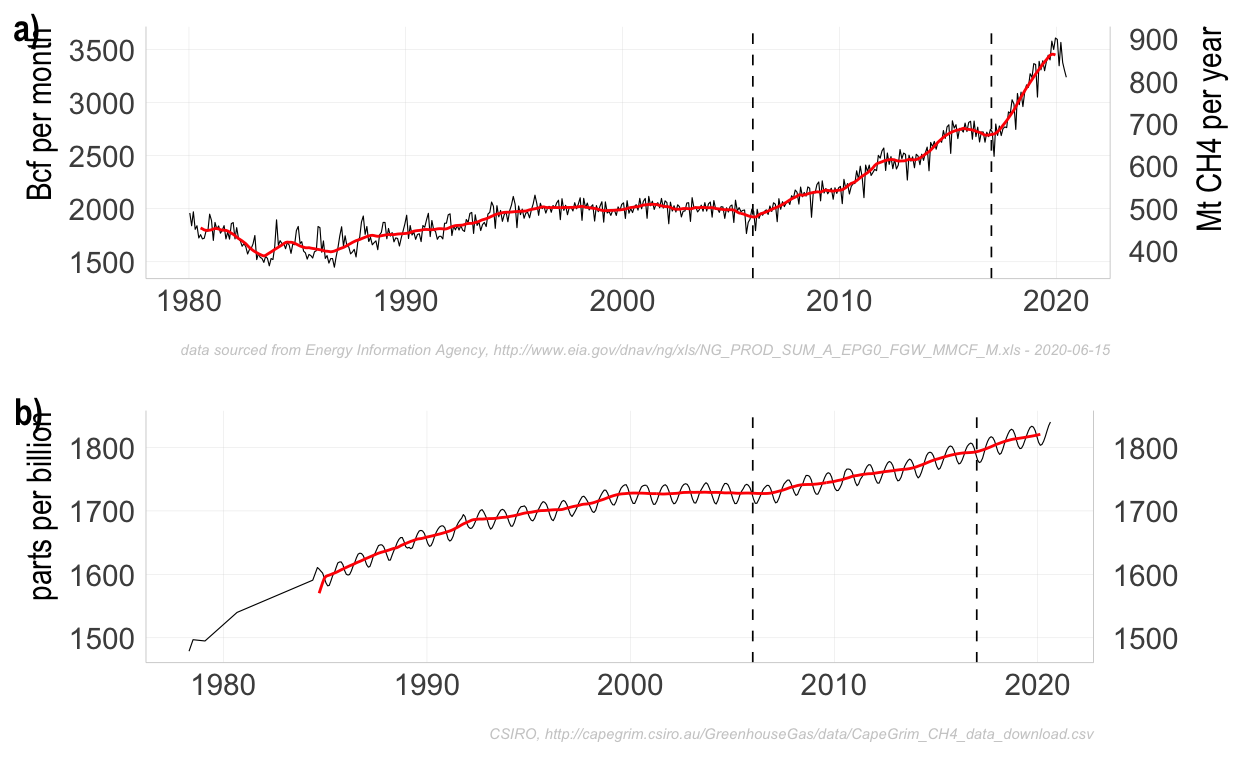 a)
Bcf per month
3500
3000
2500
2000
1500
900
800
700
600
500
400
Mt CH4 per year
1980 1990 2000 2010 2020
data sourced from Energy Information Agency, http://www.eia.gov/dnav/ng/xls/NG_PROD_SUM_A_EPG0_FGW_MMCF_M.xls - 2020-06-15
b)
parts per billion
1800
1700
1600
1500
1800
1700
1600
1500
1980 1990 2000 2010 2020
CSIRO, http://capegrim.csiro.au/GreenhouseGas/data/CapeGrim_CH4_data_download.csv